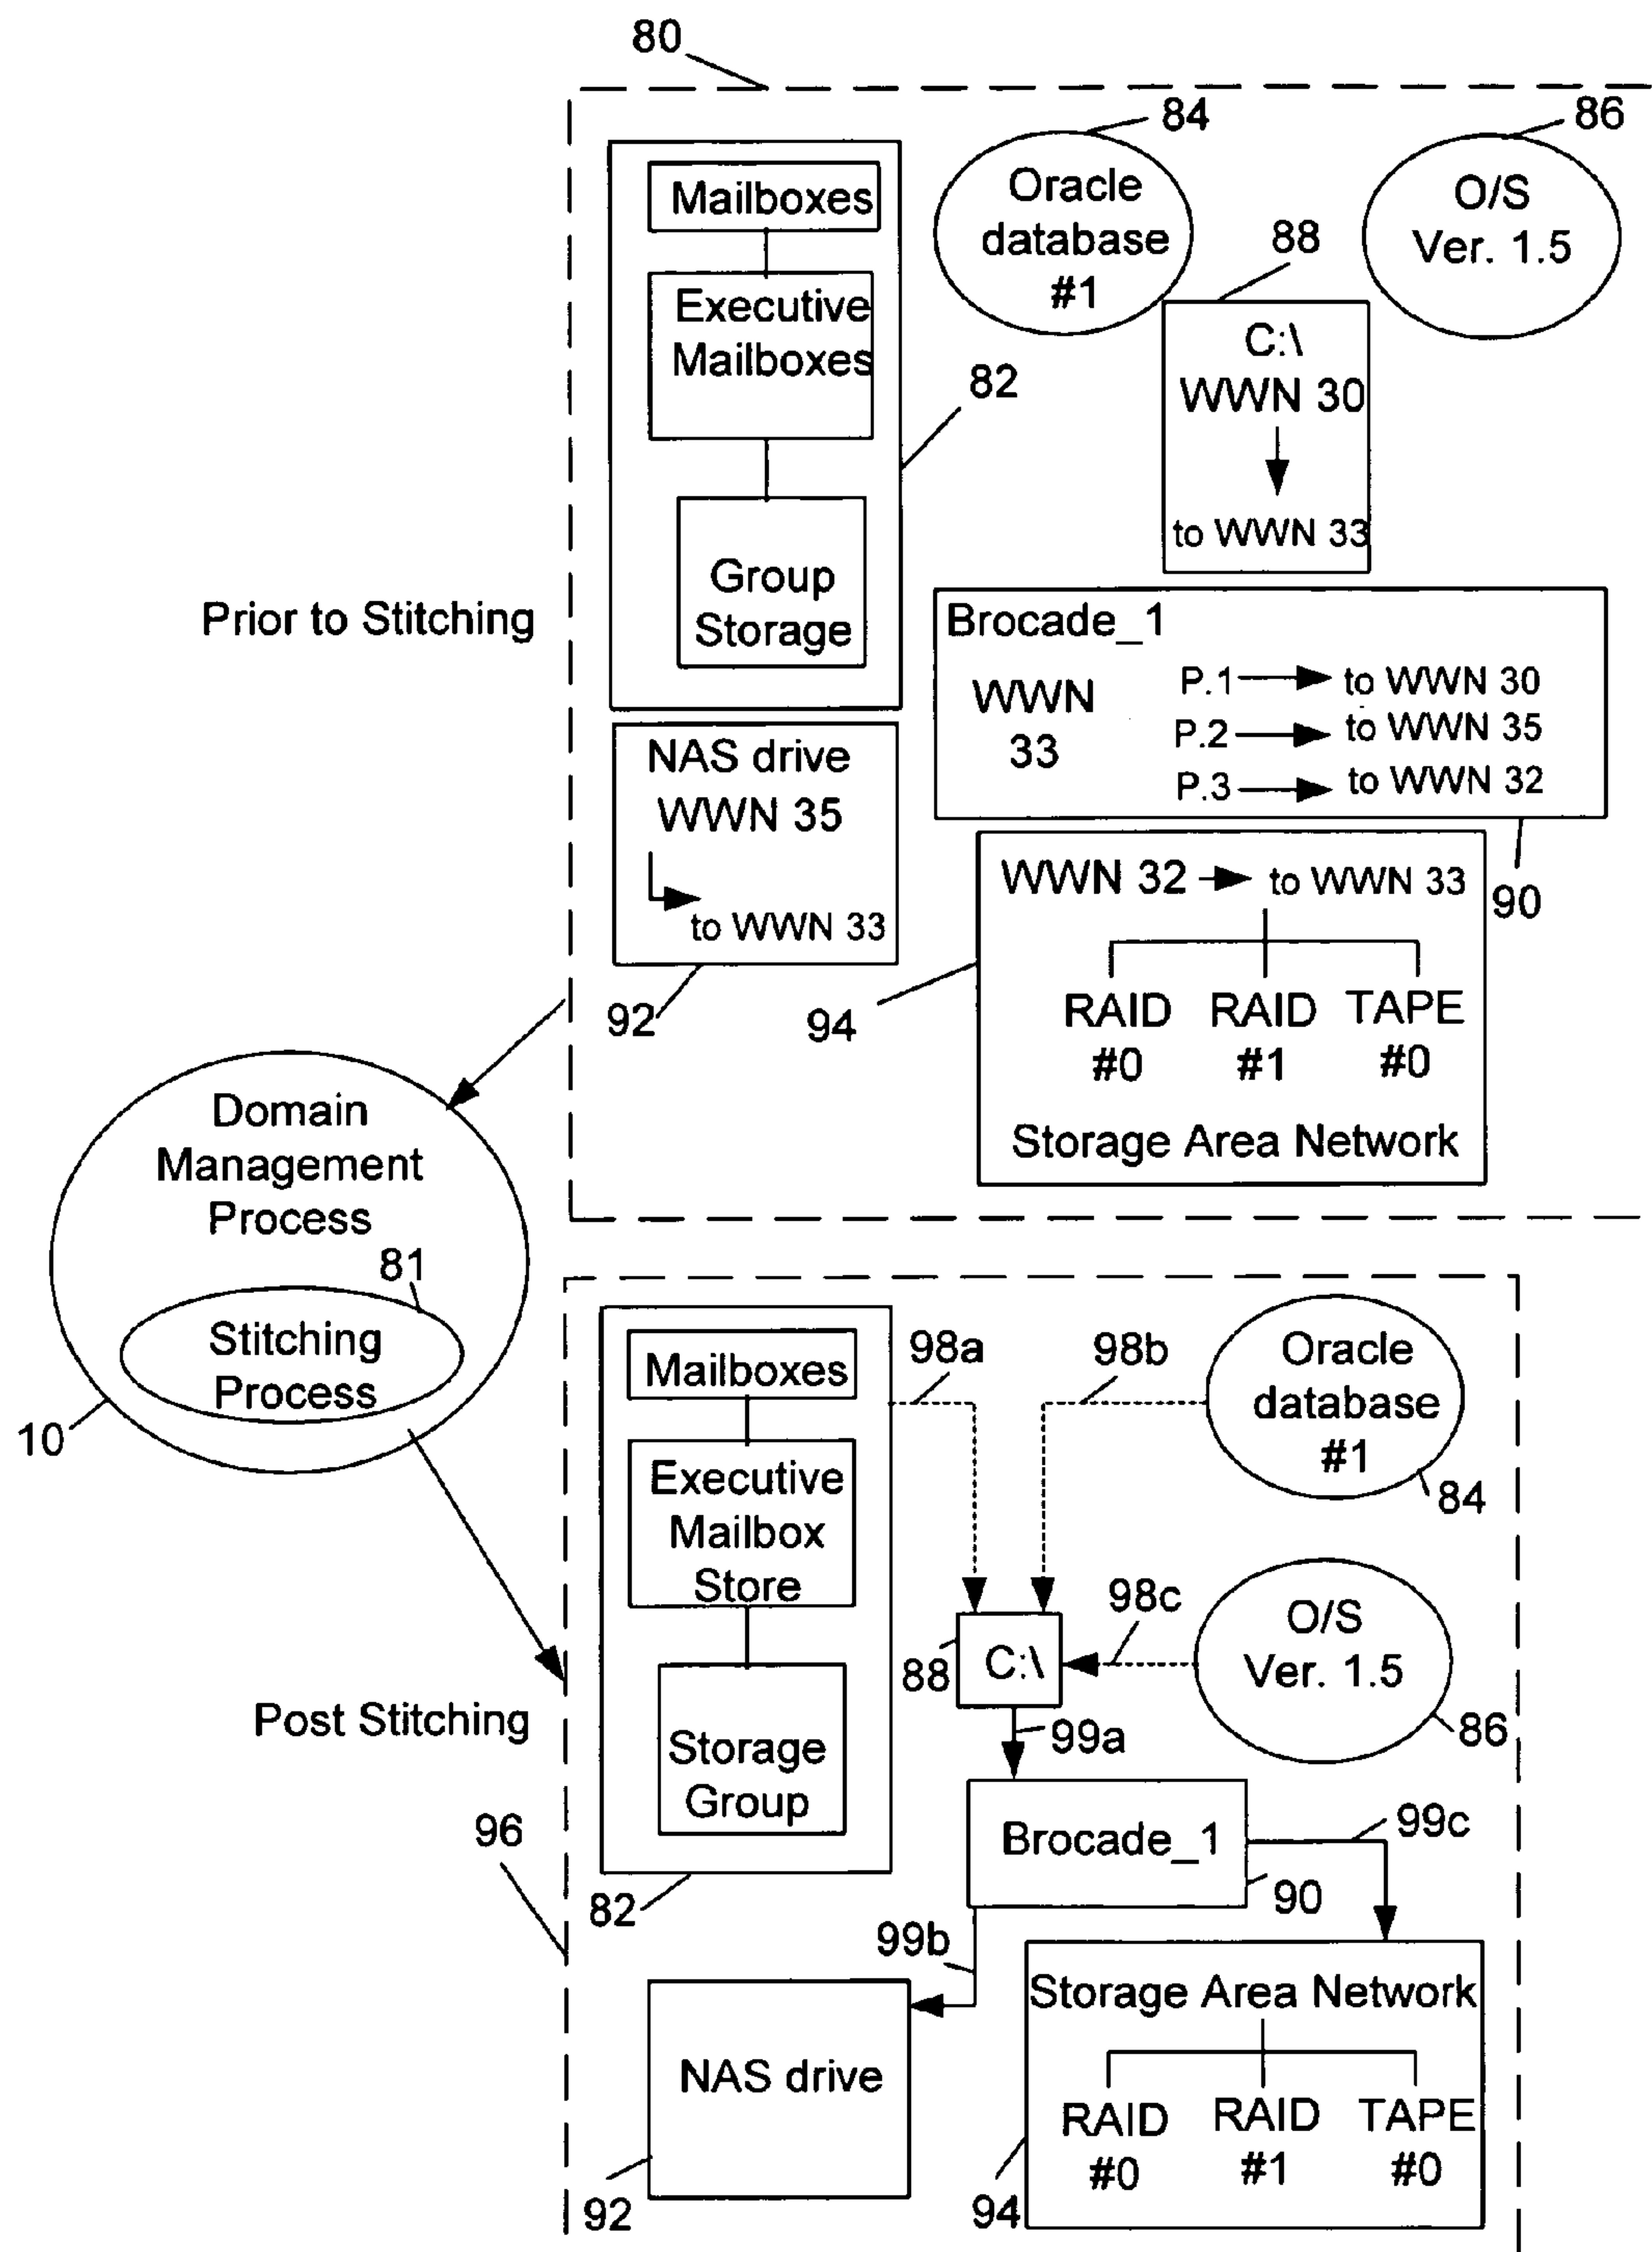 80
84
86
Mailboxes
Executive
Mailboxes
Group
Storage
82
Oracle
database
#1
O/S
Ver. 1.5
88
C:\
WWN 30
to WWN 33
Prior to Stitching
Brocade_1
WWN
33
P.1 to WWN 30
P.2 to WWN 35
P.3 to WWN 32
90
NAS drive
WWN 35
to WWN 33
92
WWN 32 to WWN 33
RAID RAID TAPE
#0 #1 #0
Storage Area Network
94
Domain
Management
Process
81
Stitching
Process
10
Post Stitching
96
Mailboxes
Executive
Mailbox
Store
Storage
Group
82
98a
98b
Oracle
database
#1
84
98c
88
C:\
O/S
Ver. 1.5
86
99a
Brocade_1
90
99c
99b
NAS drive
92
Storage Area Network
RAID RAID TAPE
#0 #1 #0
94